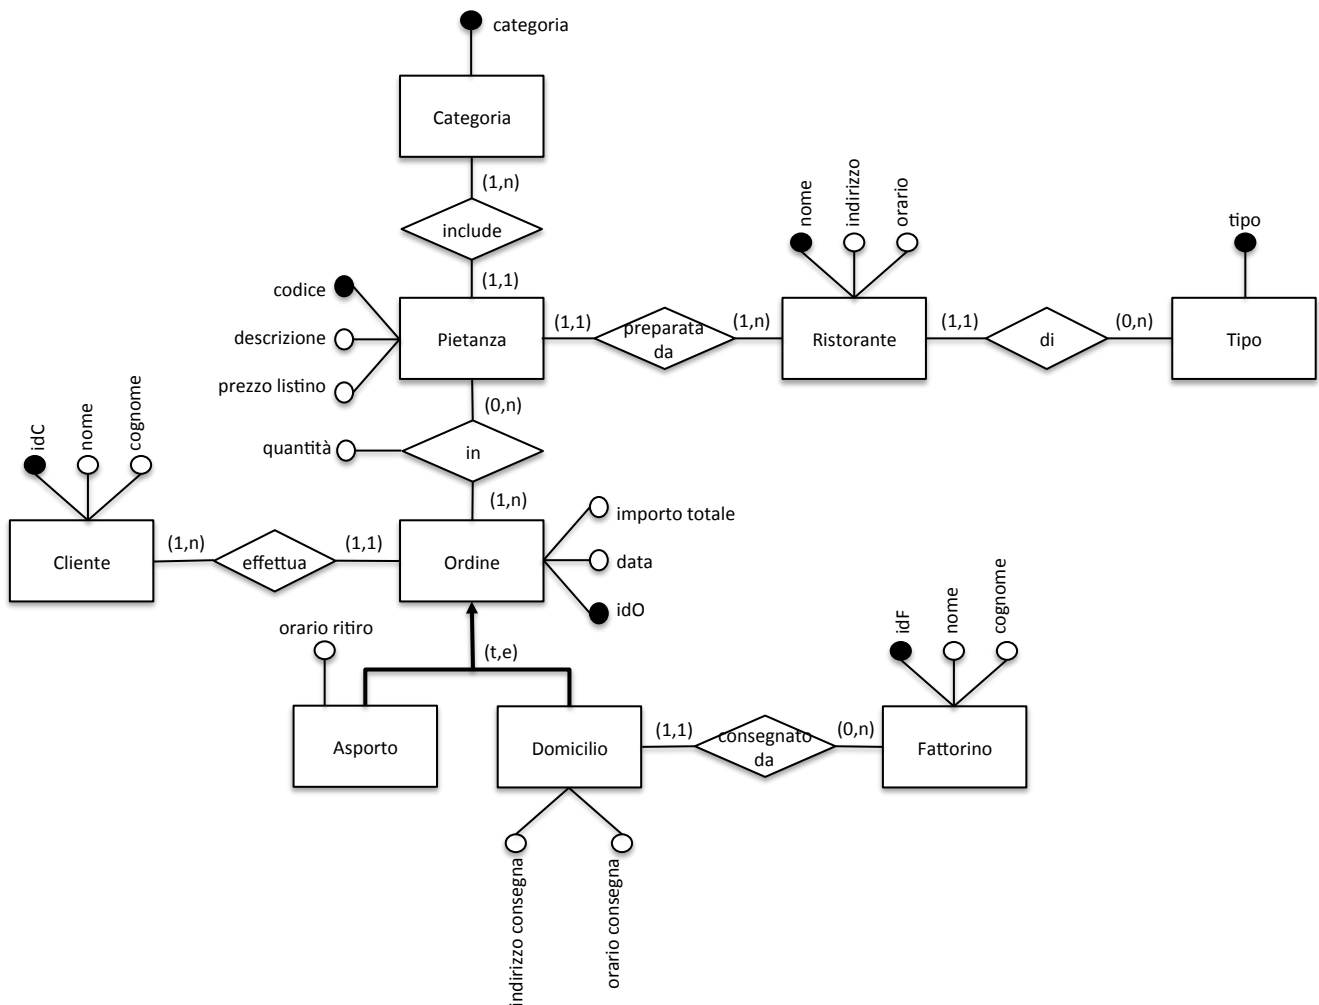 categoria
Categoria
(1,n)
include
(1,1)
codice
descrizione
prezzo listino
Pietanza
(1,1)
preparata
da
(1,n)
nome
indirizzo
orario
Ristorante
(1,1)
di
(0,n)
tipo
Tipo
(0,n)
quantità
in
(1,n)
idC
nome
cognome
Cliente
(1,n)
effettua
(1,1)
Ordine
importo totale
data
idO
orario ritiro
(t,e)
Asporto
Domicilio
(1,1)
consegnato
da
(0,n)
idF
nome
cognome
Fattorino
indirizzo consegna
orario consegna